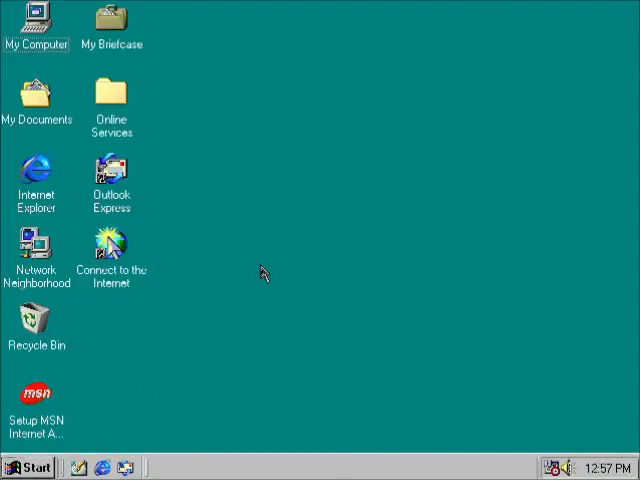 My Computer
My Briefcase
My Documents
Online
Services
Internet
Explorer
Outlook
Express
Network
Neighborhood
Connect to the
Internet
Recycle Bin
msn
Setup MSN
Internet A...
Start
12:57 PM